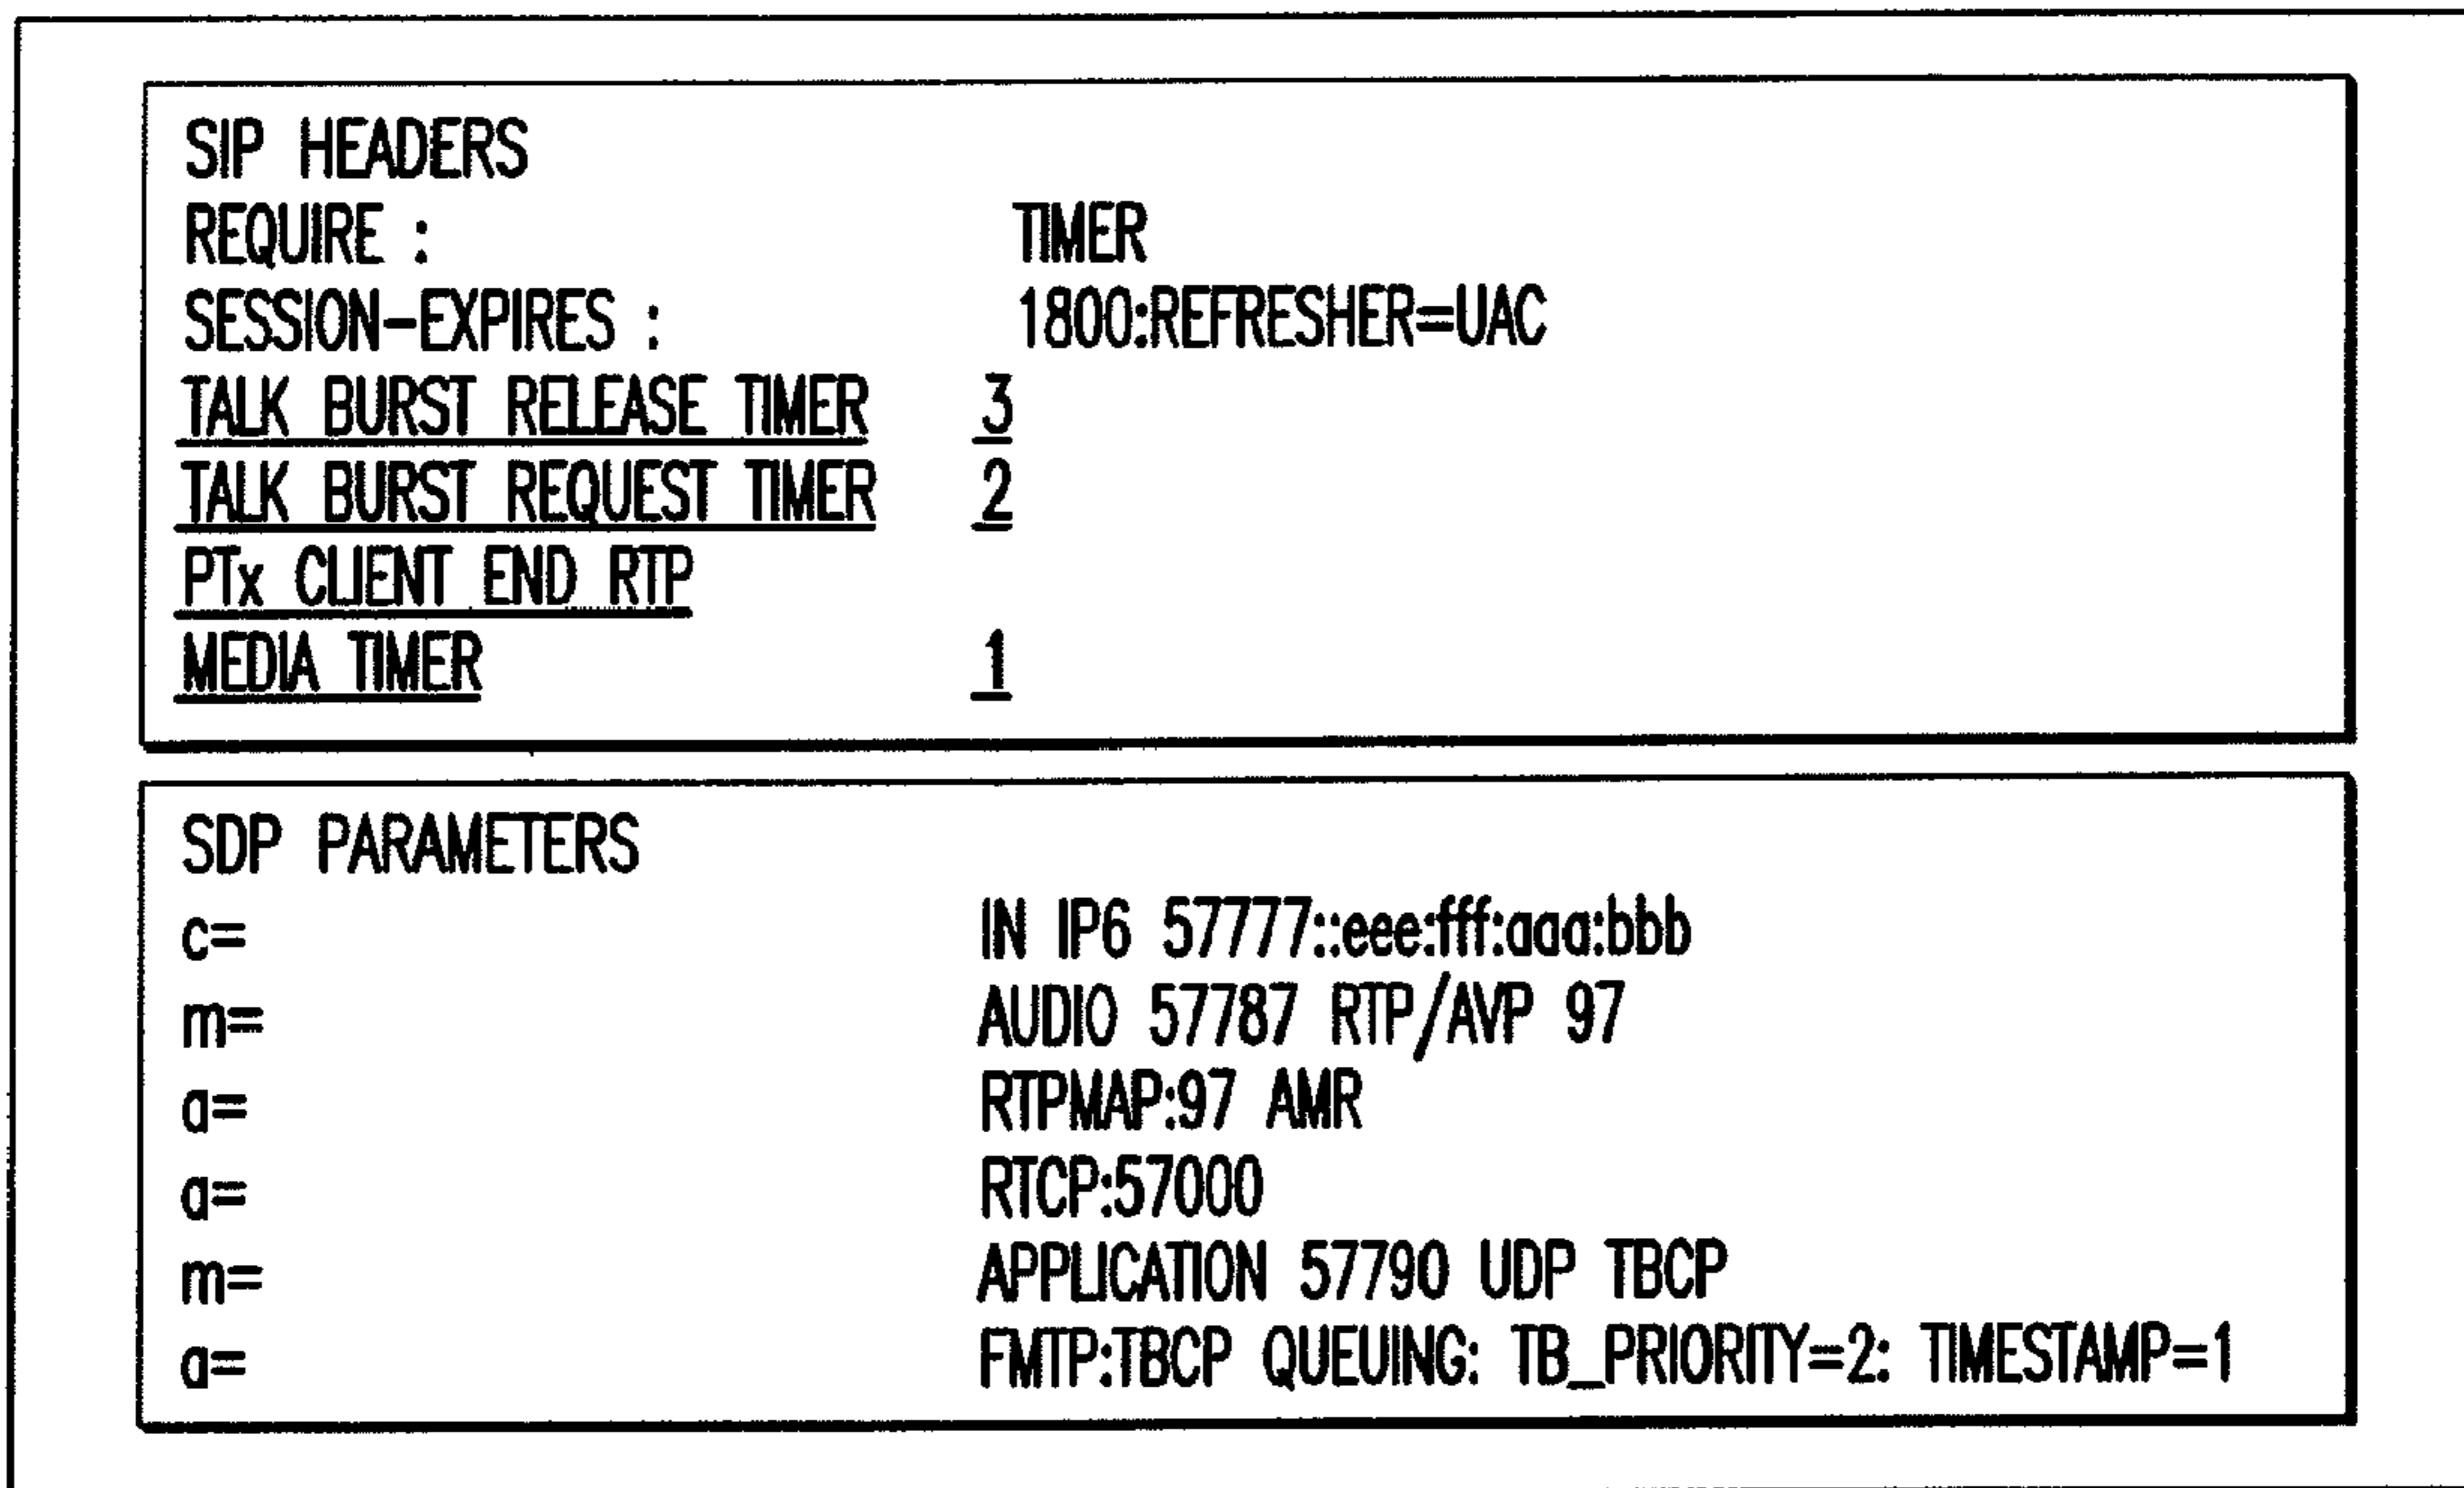 SIP HEADERS
REQUIRE : TIMER
SESSION-EXPIRES : 1800:REFRESHER=UAC
TALK BURST RELEASE TIMER 3
TALK BURST REQUEST TIMER 2
PTx CLIENT END RTP
MEDIA TIMER 1
SDP PARAMETERS
c= IN IP6 57777::eee:fff:aaa:bbb
m= AUDIO 57787 RTP/AVP 97
a= RTPMAP:97 AMR
a= RTCP:57000
m= APPLICATION 57790 UDP TBCP
a= FMTP:TBCP QUEUING: TB_PRIORITY=2: TIMESTAMP=1